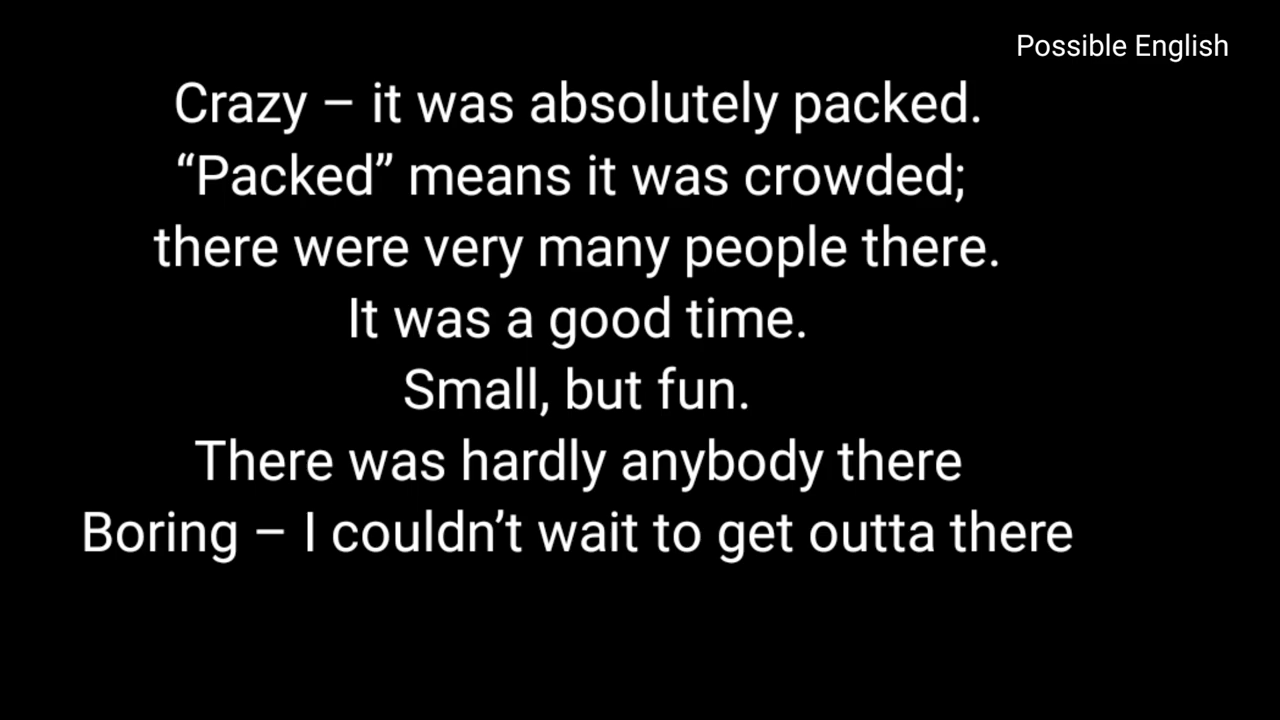 Possible English
Crazy – it was absolutely packed.
“Packed” means it was crowded;
there were very many people there.
It was a good time.
Small, but fun.
There was hardly anybody there
Boring – I couldn’t wait to get outta there